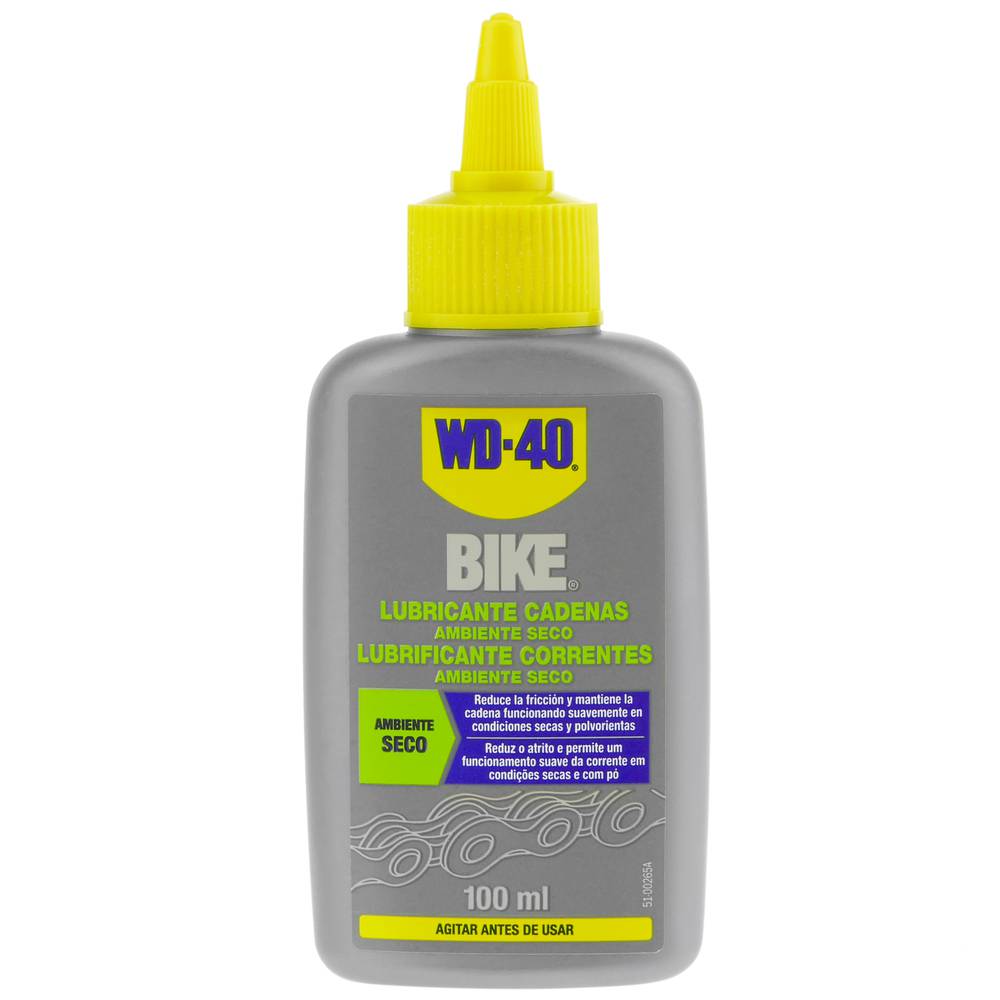 WD-40®
BIKE®
LUBRICANTE CADENAS
AMBIENTE SECO
LUBRIFICANTE CORRENTES
AMBIENTE SECO
AMBIENTE
SECO
Reduce la fricción y mantiene la
cadena funcionando suavemente en
condiciones secas y polvorientas
Reduz o atrito e permite um
funcionamento suave da corrente em
condições secas e com pó
100 ml
51-00265A
AGITAR ANTES DE USAR